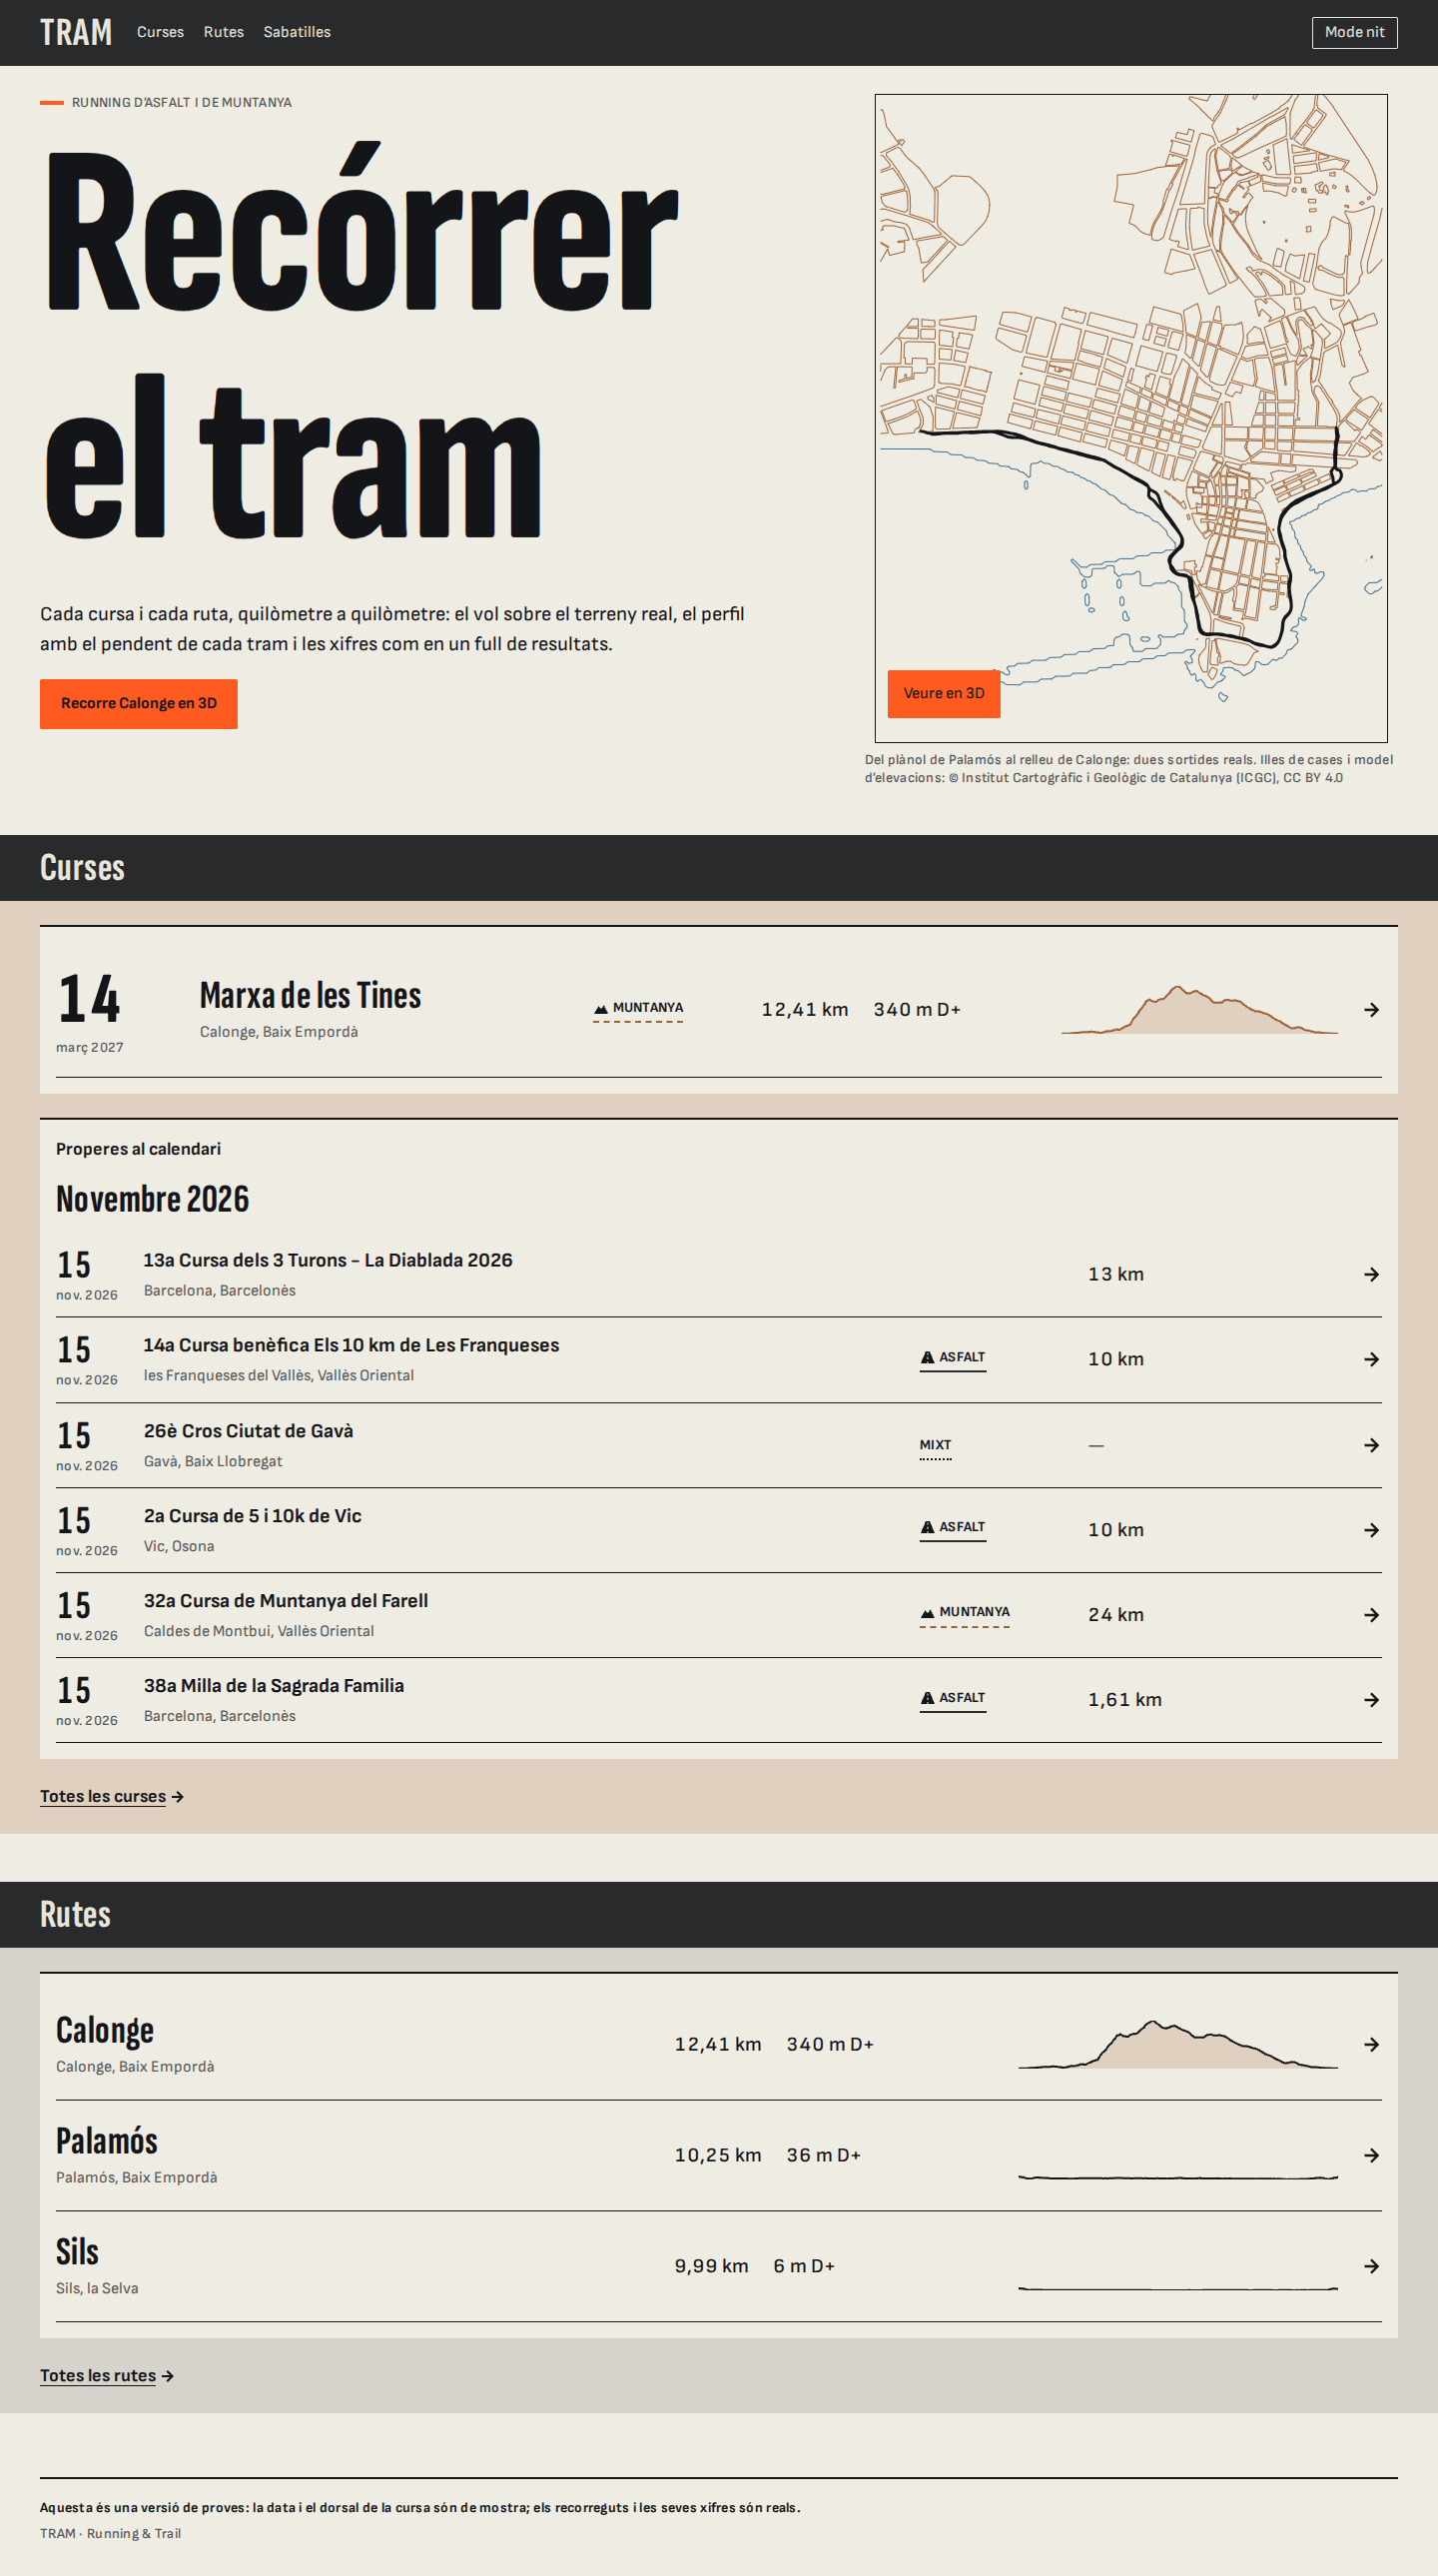 TRAM Curses Rutes Sabatilles Mode nit
RUNNING D'ASFALT I DE MUNTANYA
Recórrer
el tram
Cada cursa i cada ruta, quilòmetre a quilòmetre: el vol sobre el terreny real, el perfil
amb el pendent de cada tram i les xifres com en un full de resultats.
Recorre Calonge en 3D
Veure en 3D
Del plànol de Palamós al relleu de Calonge: dues sortides reals. Illes de cases i model
d'elevacions: © Institut Cartogràfic i Geològic de Catalunya (ICGC), CC BY 4.0
Curses
14
març 2027
Marxa de les Tines
Calonge, Baix Empordà
MUNTANYA
12,41 km 340 m D+
→
Properes al calendari
Novembre 2026
15
nov. 2026
13a Cursa dels 3 Turons - La Diablada 2026
Barcelona, Barcelonès
13 km
→
15
nov. 2026
14a Cursa benèfica Els 10 km de Les Franqueses
les Franqueses del Vallès, Vallès Oriental
ASFALT
10 km
→
15
nov. 2026
26è Cros Ciutat de Gavà
Gavà, Baix Llobregat
MIXT
—
→
15
nov. 2026
2a Cursa de 5 i 10k de Vic
Vic, Osona
ASFALT
10 km
→
15
nov. 2026
32a Cursa de Muntanya del Farell
Caldes de Montbui, Vallès Oriental
MUNTANYA
24 km
→
15
nov. 2026
38a Milla de la Sagrada Familia
Barcelona, Barcelonès
ASFALT
1,61 km
→
Totes les curses →
Rutes
Calonge
Calonge, Baix Empordà
12,41 km 340 m D+
→
Palamós
Palamós, Baix Empordà
10,25 km 36 m D+
→
Sils
Sils, la Selva
9,99 km 6 m D+
→
Totes les rutes →
Aquesta és una versió de proves: la data i el dorsal de la cursa són de mostra; els recorreguts i les seves xifres són reals.
TRAM · Running & Trail